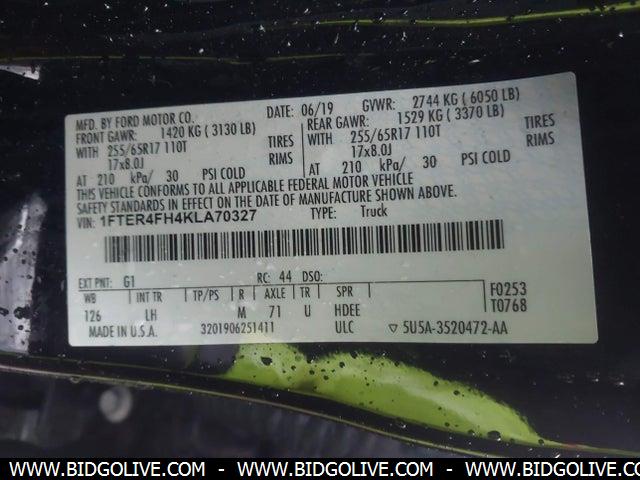 MFD. BY FORD MOTOR CO. DATE: 06/19 GVWR: 2744 KG ( 6050 LB)
FRONT GAWR: 1420 KG ( 3130 LB) REAR GAWR: 1529 KG ( 3370 LB)
WITH 255/65R17 110T TIRES WITH 255/65R17 110T TIRES
17x8.0J RIMS 17x8.0J RIMS
AT 210 kPa/ 30 PSI COLD AT 210 kPa/ 30 PSI COLD
THIS VEHICLE CONFORMS TO ALL APPLICABLE FEDERAL MOTOR VEHICLE
SAFETY STANDARDS IN EFFECT ON THE DATE OF MANUFACTURE SHOWN ABOVE.
VIN: 1FTER4FH4KLA70327 TYPE: Truck
EXT PNT: G1 RC: 44 DSO: F0253
WB INT TR TP/PS R AXLE TR SPR T0768
126 LH M 71 U HDEE
MADE IN U.S.A. 3201906251411 ULC ▽ 5U5A-3520472-AA
WWW.BIDGOLIVE.COM - WWW.BIDGOLIVE.COM - WWW.BIDGOLIVE.COM